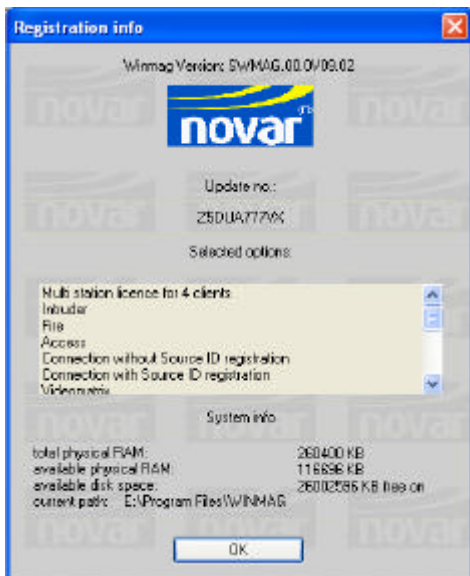 Registration info
Winmag Version: SWMAG.00.0V09.02
novar
Update no.:
Selected options:
Multi station licence for 4 clients
Intruder
Fire
Access
Connection without Source ID registration
Connection with Source ID registration
Videomatrix
System info
total physical RAM: 260400 KB
available physical RAM: 116696 KB
available disk space: 26002596 KB free on
current path: E:\Program Files\WINMAG
OK